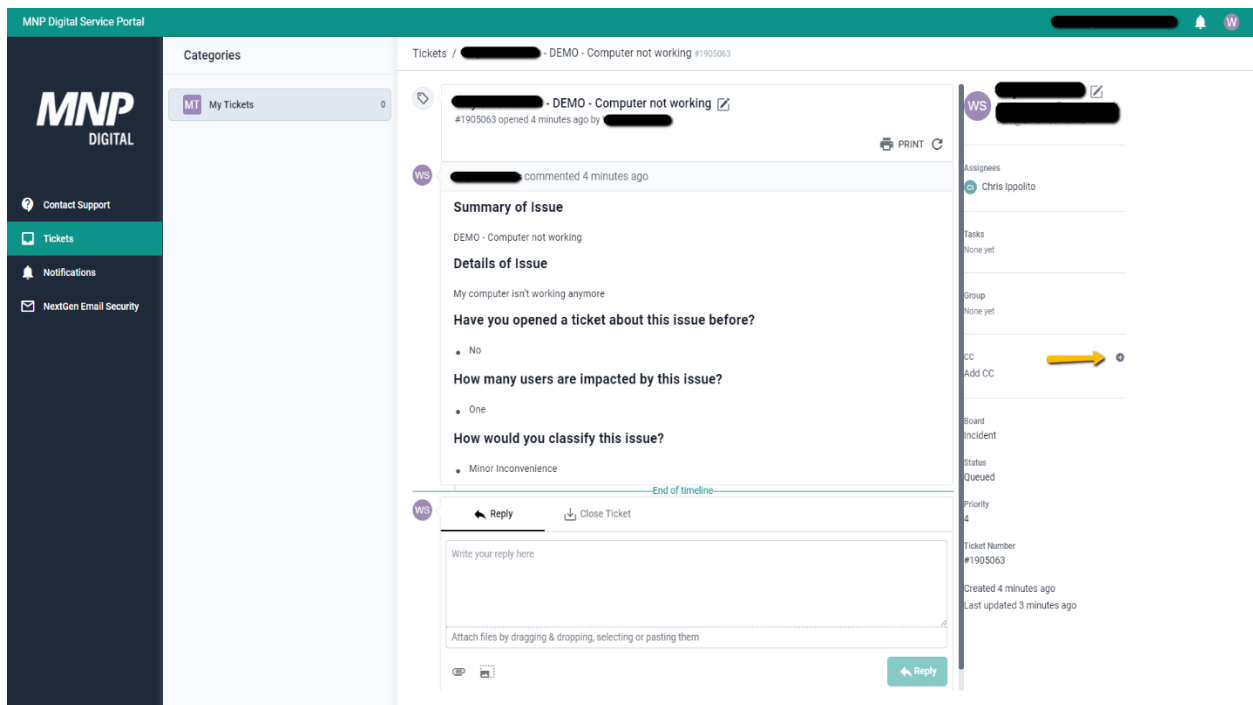 MNP Digital Service Portal
W
MNP
DIGITAL
Contact Support
Tickets
Notifications
NextGen Email Security
Categories
MT My Tickets 0
Tickets / - DEMO - Computer not working #1905063
- DEMO - Computer not working
#1905063 opened 4 minutes ago by
PRINT
WS
commented 4 minutes ago
Summary of Issue
DEMO - Computer not working
Details of Issue
My computer isn't working anymore
Have you opened a ticket about this issue before?
No
How many users are impacted by this issue?
One
How would you classify this issue?
Minor Inconvenience
End of timeline
WS
Reply Close Ticket
Write your reply here
Attach files by dragging & dropping, selecting or pasting them
Reply
WS
Assignees
CI Chris Ippolito
Tasks
None yet
Group
None yet
CC
Add CC
Board
Incident
Status
Queued
Priority
4
Ticket Number
#1905063
Created 4 minutes ago
Last updated 3 minutes ago